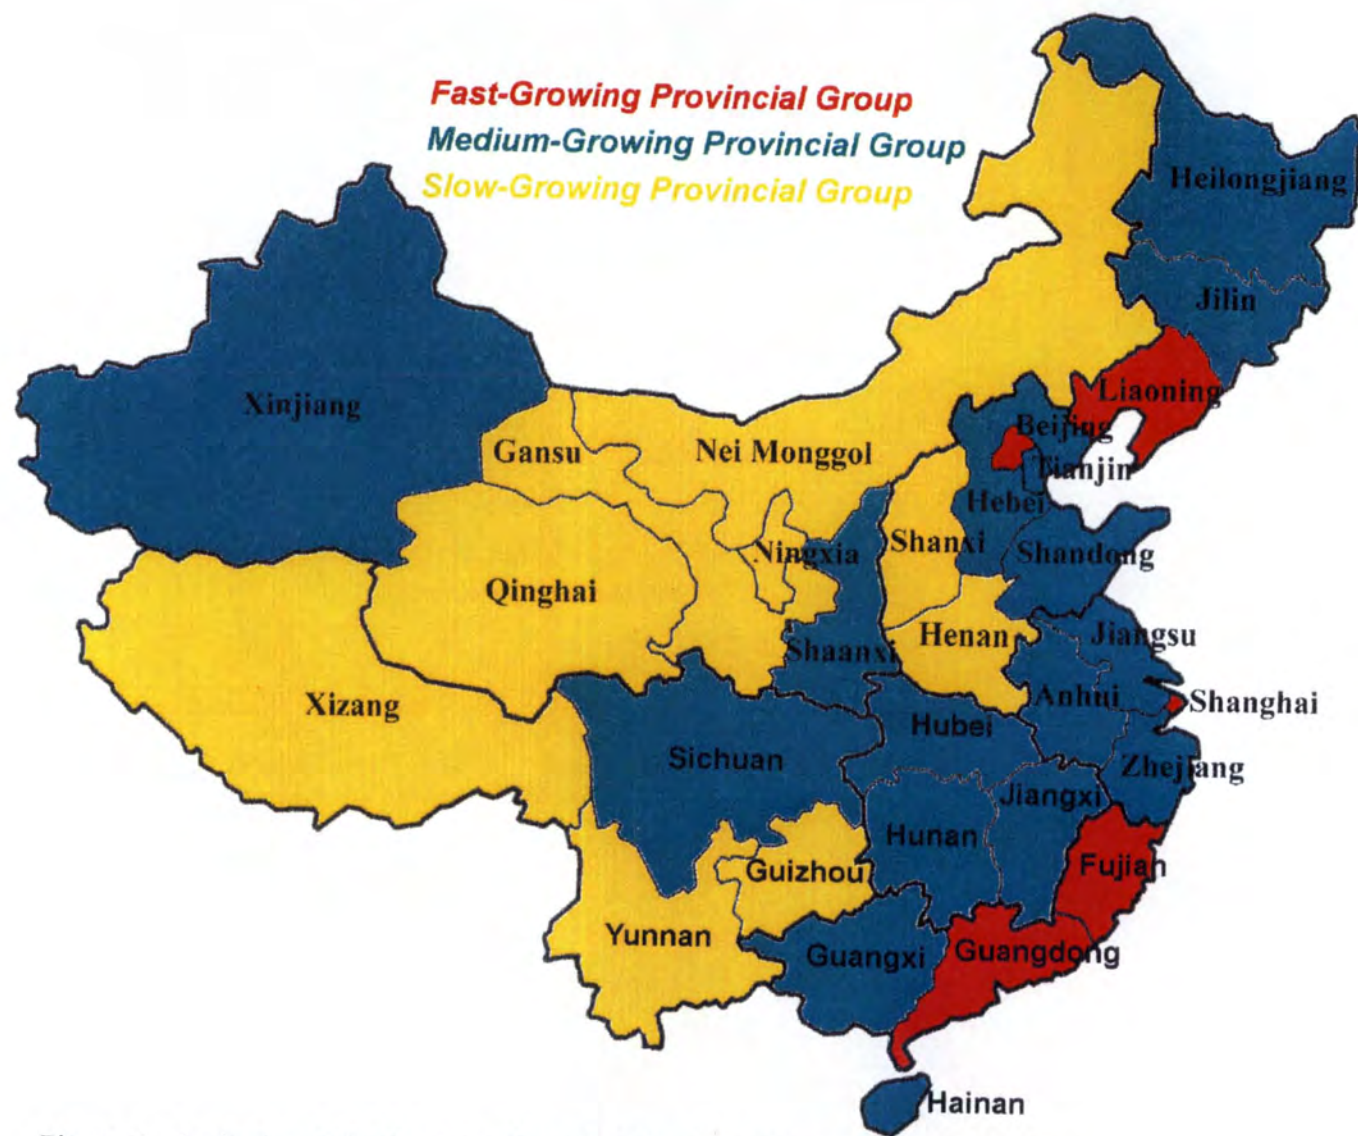 Fast-Growing Provincial Group
Medium-Growing Provincial Group
Slow-Growing Provincial Group
Heilongjiang
Jilin
Liaoning
Xinjiang
Beijing
Gansu
Nei Monggol
Tianjin
Hebei
Shanxi
Ningxia
Shandong
Qinghai
Henan
Jiangsu
Shaanxi
Xizang
Anhui
Shanghai
Hubei
Sichuan
Zhejiang
Jiangxi
Hunan
Guizhou
Fujian
Yunnan
Guangxi
Guangdong
Hainan